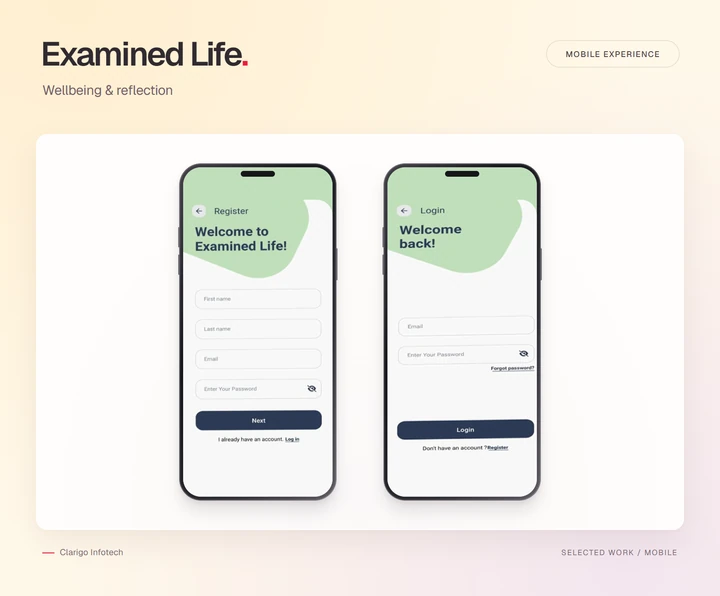 Examined Life.
MOBILE EXPERIENCE
Wellbeing & reflection
Register
Welcome to
Examined Life!
First name
Last name
Email
Enter Your Password
Next
I already have an account. Log in
Login
Welcome
back!
Email
Enter Your Password
Forgot password?
Login
Don't have an account ?Register
Clarigo Infotech
SELECTED WORK / MOBILE